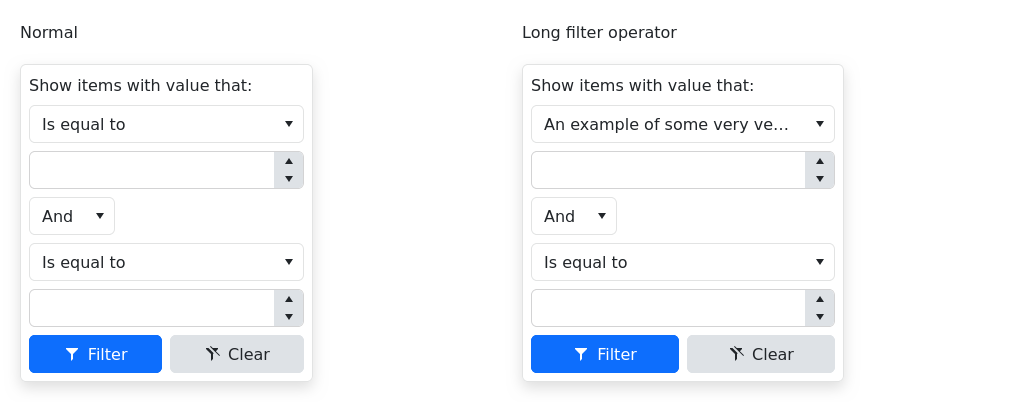 Normal
Show items with value that:
Is equal to
And
Is equal to
Filter
Clear
Long filter operator
Show items with value that:
An example of some very ve...
And
Is equal to
Filter
Clear